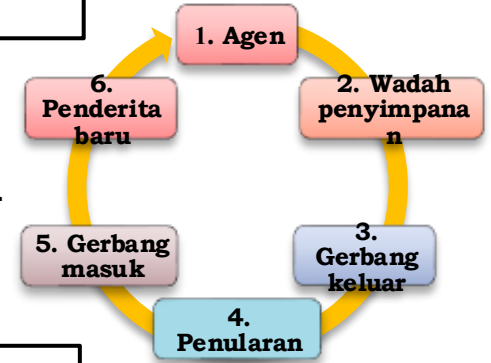 1. Agen
2. Wadah
penyimpana
n
3.
Gerbang
keluar
4.
Penularan
5. Gerbang
masuk
6.
Penderita
baru